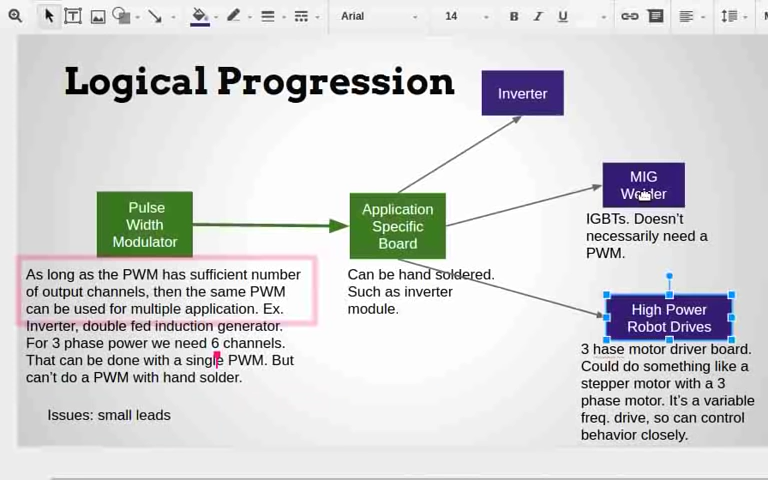 Arial
14
B
I
U
Logical Progression
Inverter
MIG
Welder
IGBTs. Doesn't
necessarily need a
PWM.
Pulse
Width
Modulator
Application
Specific
Board
As long as the PWM has sufficient number
of output channels, then the same PWM
can be used for multiple application. Ex.
Inverter, double fed induction generator.
For 3 phase power we need 6 channels.
That can be done with a single PWM. But
can't do a PWM with hand solder.
Can be hand soldered.
Such as inverter
module.
High Power
Robot Drives
3 hase motor driver board.
Could do something like a
stepper motor with a 3
phase motor. It's a variable
freq. drive, so can control
behavior closely.
Issues: small leads